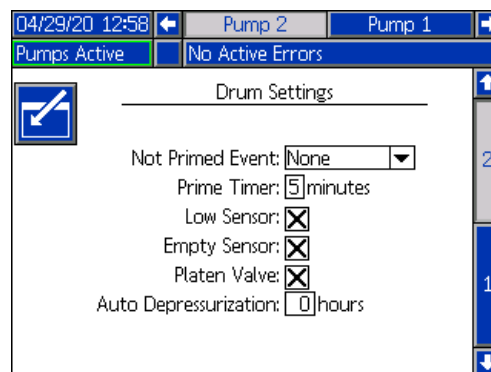 04/29/20 12:58 Pump 2 Pump 1
Pumps Active No Active Errors
Drum Settings
Not Primed Event: None
Prime Timer: 5 minutes
Low Sensor:
Empty Sensor:
Platen Valve:
Auto Depressurization: 0 hours
2
1